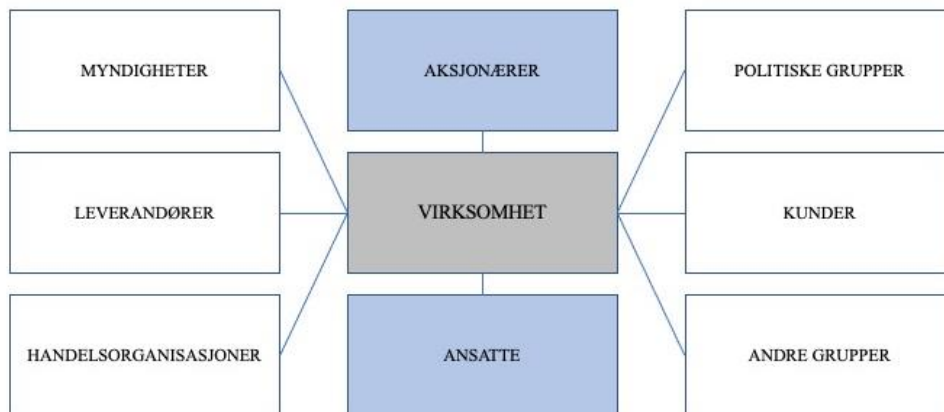 MYNDIGHETER
AKSJONÆRER
POLITISKE GRUPPER
LEVERANDØRER
VIRKSOMHET
KUNDER
HANDELSORGANISASJONER
ANSATTE
ANDRE GRUPPER